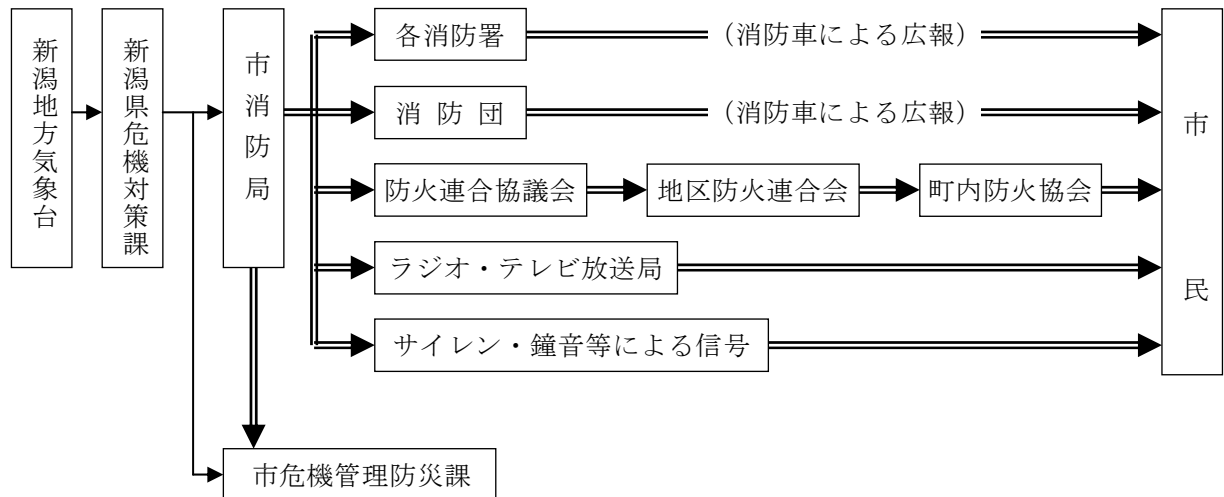 新潟地方気象台
新潟県危機対策課
市消防局
各消防署
（消防車による広報）
消防団
（消防車による広報）
防火連合協議会
地区防火連合会
町内防火協会
ラジオ・テレビ放送局
サイレン・鐘音等による信号
市民
市危機管理防災課